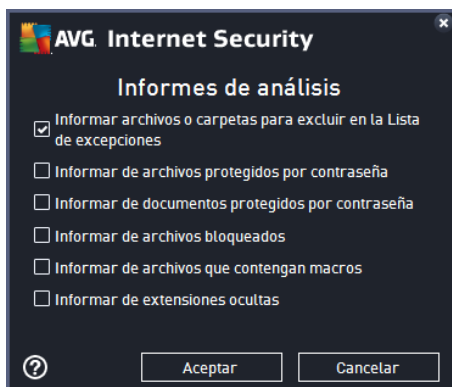 AVG. Internet Security
Informes de análisis
Informar archivos o carpetas para excluir en la Lista
de excepciones
Informar de archivos protegidos por contraseña
Informar de documentos protegidos por contraseña
Informar de archivos bloqueados
Informar de archivos que contengan macros
Informar de extensiones ocultas
? Aceptar Cancelar